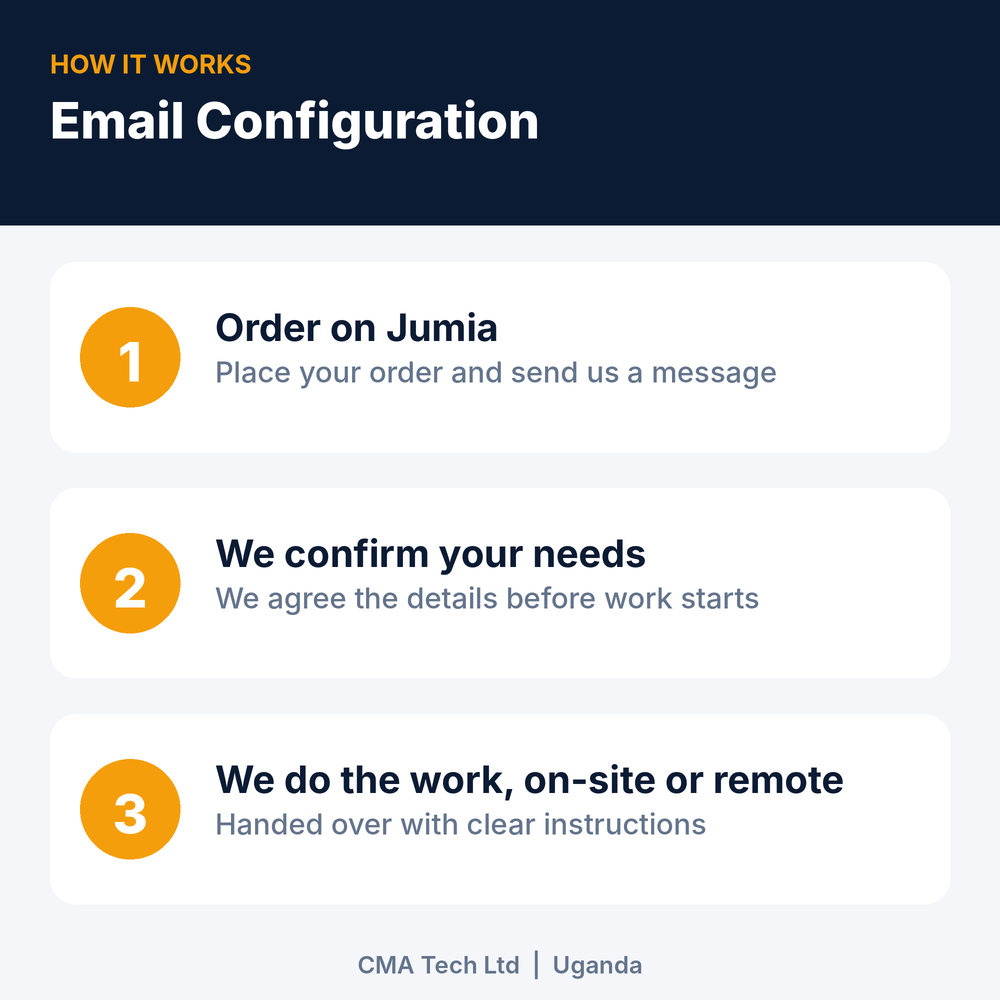 HOW IT WORKS
Email Configuration
1
Order on Jumia
Place your order and send us a message
2
We confirm your needs
We agree the details before work starts
3
We do the work, on-site or remote
Handed over with clear instructions
CMA Tech Ltd | Uganda